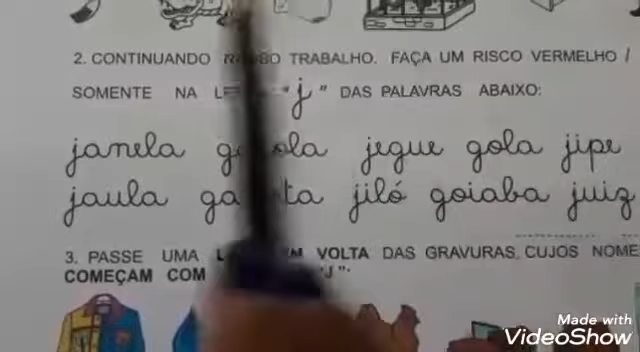 2. CONTINUANDO TRABALHO. FAÇA UM RISCO VERMELHO /
SOMENTE NA "j" DAS PALAVRAS ABAIXO:
janela jegue gola jipe
jaula jiló goiaba juiz
3. PASSE UMA VOLTA DAS GRAVURAS, CUJOS NOME
COMEÇAM COM "J".
Made with
VideoShow